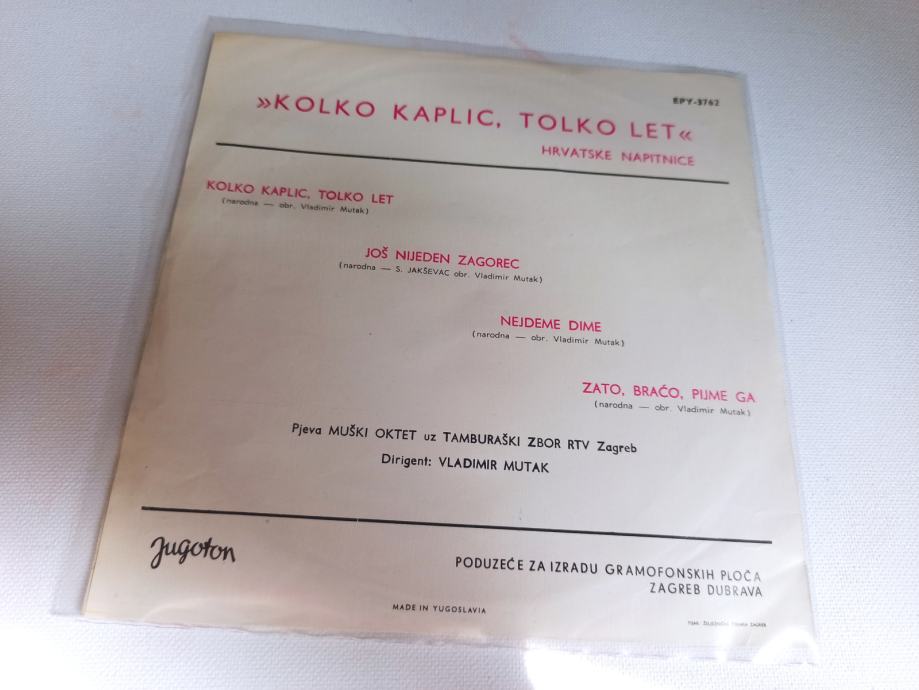 EPY-3762
»KOLKO KAPLIC, TOLKO LET«
HRVATSKE NAPITNICE
KOLKO KAPLIC, TOLKO LET
(narodna — obr. Vladimir Mutak)
JOŠ NIJEDEN ZAGOREC
(narodna — S. JAKŠEVAC obr. Vladimir Mutak)
NEJDEME DIME
(narodna — obr. Vladimir Mutak)
ZATO, BRAĆO, PIJME GA
(narodna — obr. Vladimir Mutak)
Pjeva MUŠKI OKTET uz TAMBURAŠKI ZBOR RTV Zagreb
Dirigent: VLADIMIR MUTAK
Jugoton
PODUZEĆE ZA IZRADU GRAMOFONSKIH PLOČA
ZAGREB DUBRAVA
MADE IN YUGOSLAVIA
ZAGREB